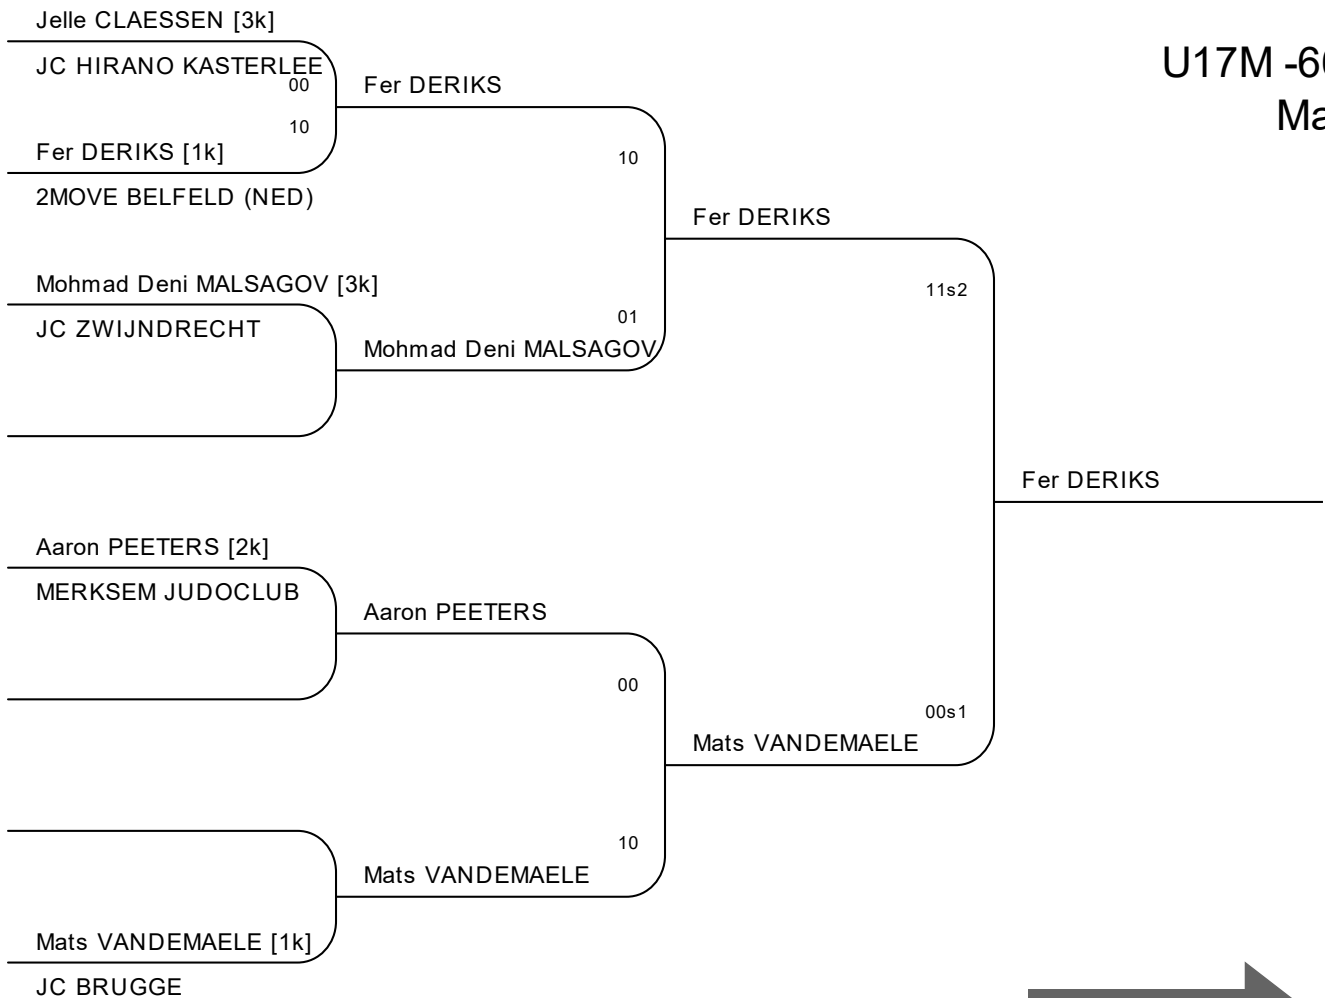 Jelle CLAESSEN [3k]
JC HIRANO KASTERLEE
00
10
Fer DERIKS [1k]
2MOVE BELFELD (NED)
Mohmad Deni MALSAGOV [3k]
JC ZWIJNDRECHT
Aaron PEETERS [2k]
MERKSEM JUDOCLUB
Mats VANDEMAELE [1k]
JC BRUGGE
Fer DERIKS
10
01
Mohmad Deni MALSAGOV
Aaron PEETERS
00
10
Mats VANDEMAELE
Fer DERIKS
11s2
00s1
Mats VANDEMAELE
Fer DERIKS
U17M